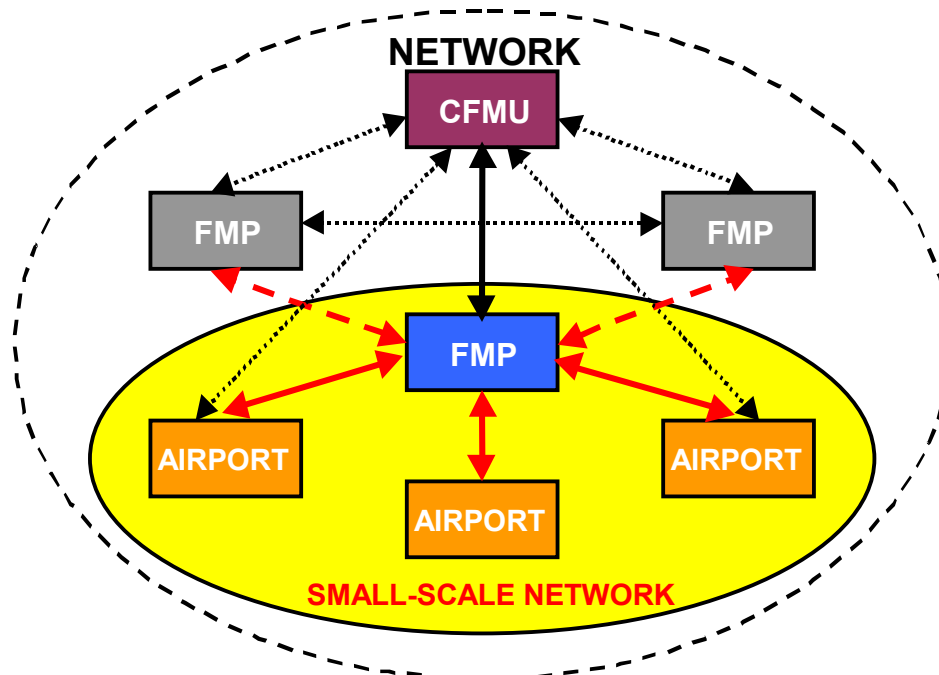 NETWORK
CFMU
FMP
FMP
FMP
AIRPORT
AIRPORT
AIRPORT
SMALL-SCALE NETWORK